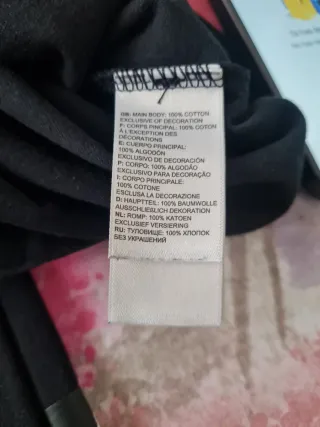 GB: MAIN BODY: 100% COTTON
EXCLUSIVE OF DECORATION
F: CORPS PRINCIPAL: 100% COTON
À L'EXCEPTION DES
DÉCORATIONS
E: CUERPO PRINCIPAL:
100% ALGODÓN
EXCLUSIVO DE DECORACIÓN
P: CORPO: 100% ALGODÃO
EXCLUSIVO PARA DECORAÇÃO
I: CORPO PRINCIPALE:
100% COTONE
ESCLUSA LA DECORAZIONE
D: HAUPTTEIL: 100% BAUMWOLLE
AUSSCHLIEßLICH DEKORATION
NL: ROMP: 100% KATOEN
EXCLUSIEF VERSIERING
RU: ТУЛОВИЩЕ: 100% ХЛОПОК
БЕЗ УКРАШЕНИЙ